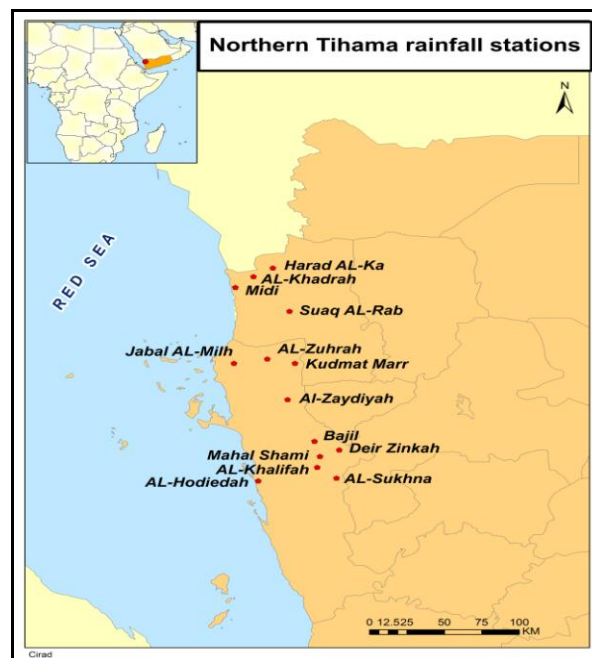 Northern Tihama rainfall stations
N
RED SEA
Harad AL-Ka
AL-Khadrah
Midi
Suaq AL-Rab
Jabal AL-Milh
AL-Zuhrah
Kudmat Marr
Al-Zaydiyah
Bajil
Deir Zinkah
Mahal Shami
AL-Khalifah
AL-Hodiedah
AL-Sukhna
0 12.525 50 75 100
KM
Cirad